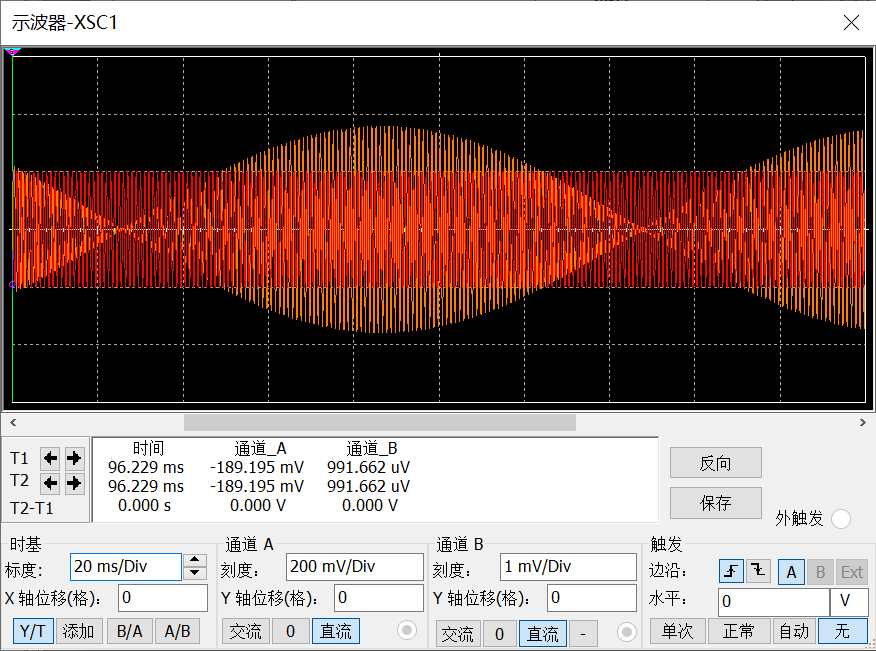 示波器-XSC1
T1
T2
T2-T1
时间 通道_A 通道_B
96.229 ms -189.195 mV 991.662 uV
96.229 ms -189.195 mV 991.662 uV
0.000 s 0.000 V 0.000 V
反向
保存
外触发
时基
标度: 20 ms/Div
X 轴位移(格): 0
Y/T 添加 B/A A/B
通道 A
刻度: 200 mV/Div
Y 轴位移(格): 0
交流 0 直流
通道 B
刻度: 1 mV/Div
Y 轴位移(格): 0
交流 0 直流 -
触发
边沿: A B Ext
水平: 0 V
单次 正常 自动 无